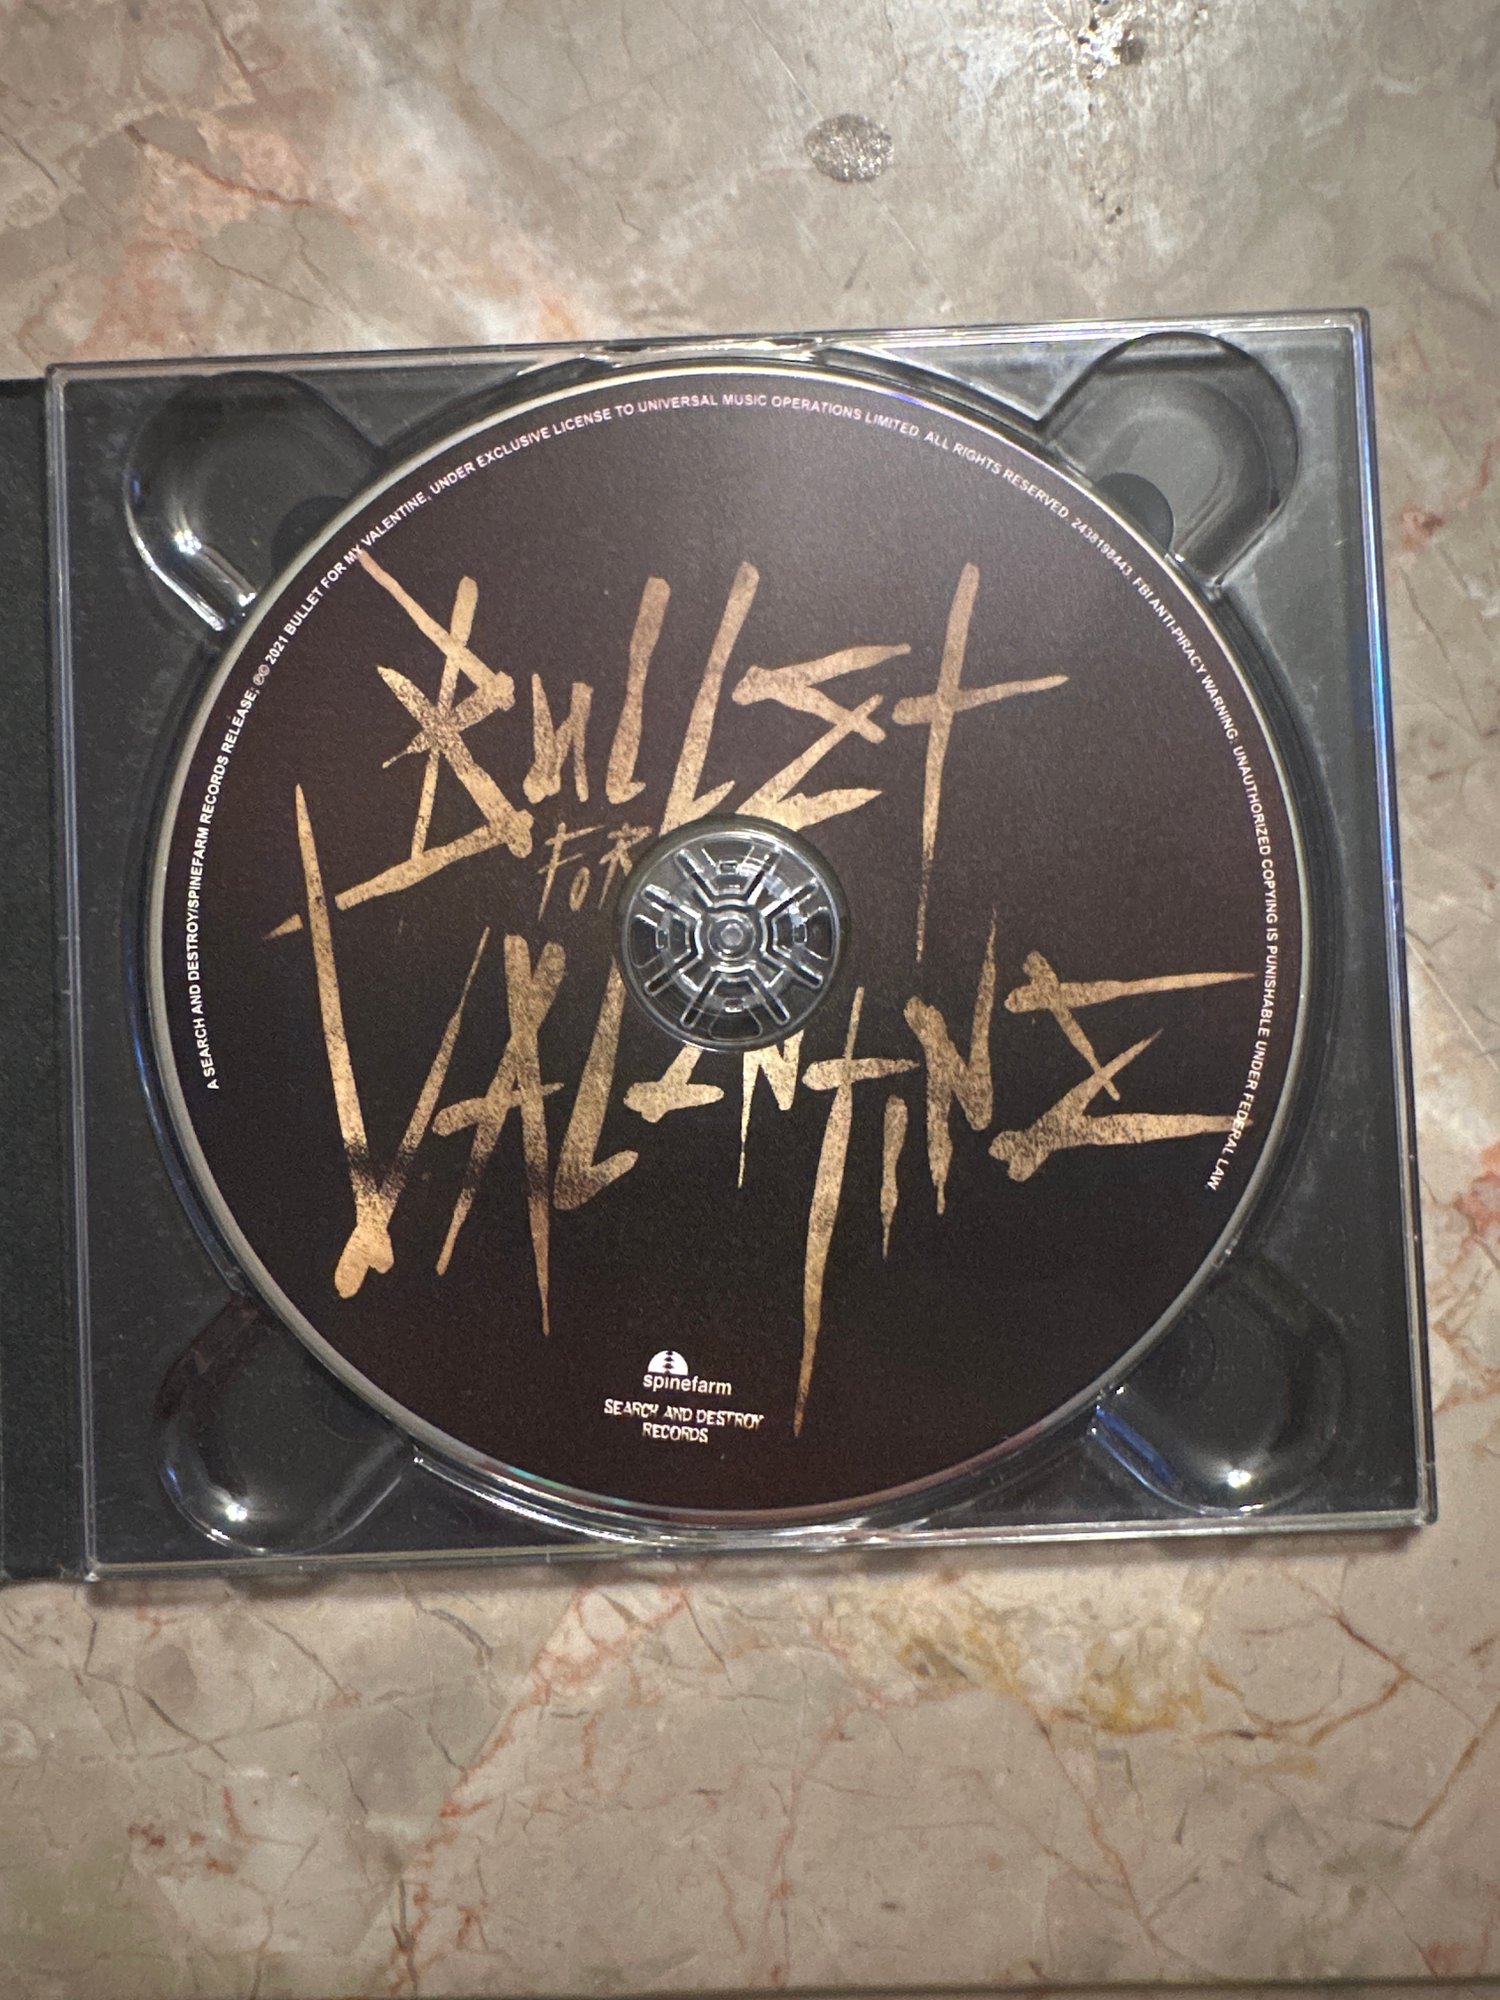 A SEARCH AND DESTROY/SPINEFARM RECORDS RELEASE; ℗© 2021 BULLET FOR MY VALENTINE, UNDER EXCLUSIVE LICENSE TO UNIVERSAL MUSIC OPERATIONS LIMITED. ALL RIGHTS RESERVED. 2438198443. FBI ANTI-PIRACY WARNING: UNAUTHORIZED COPYING IS PUNISHABLE UNDER FEDERAL LAW.
BullET
FOR
VALENTINE
spinefarm
SEARCH AND DESTROY
RECORDS